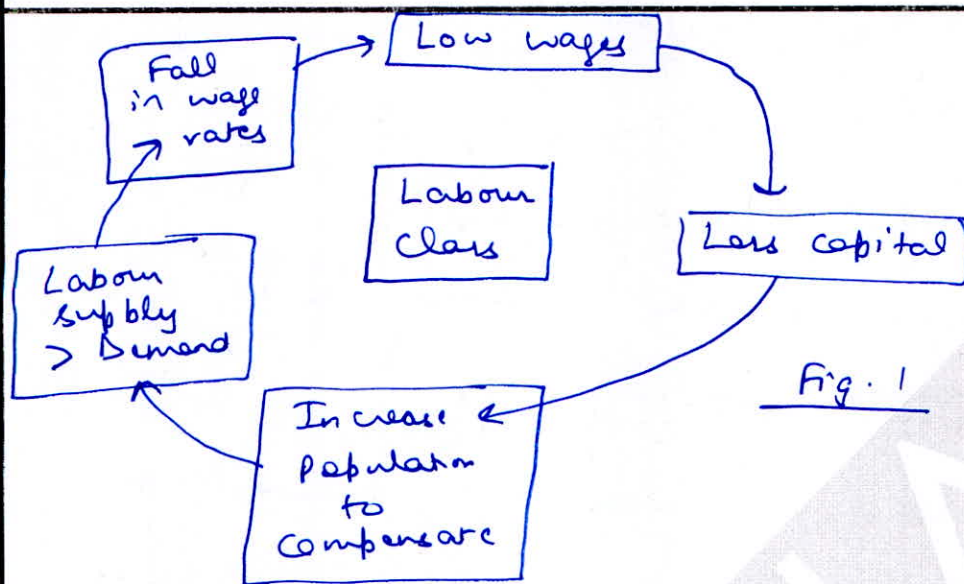 Low wages
Fall
in wage
rates
Labour
Class
Less capital
Labour
supply
> Demand
Fig. 1
Increase
population
to
compensate